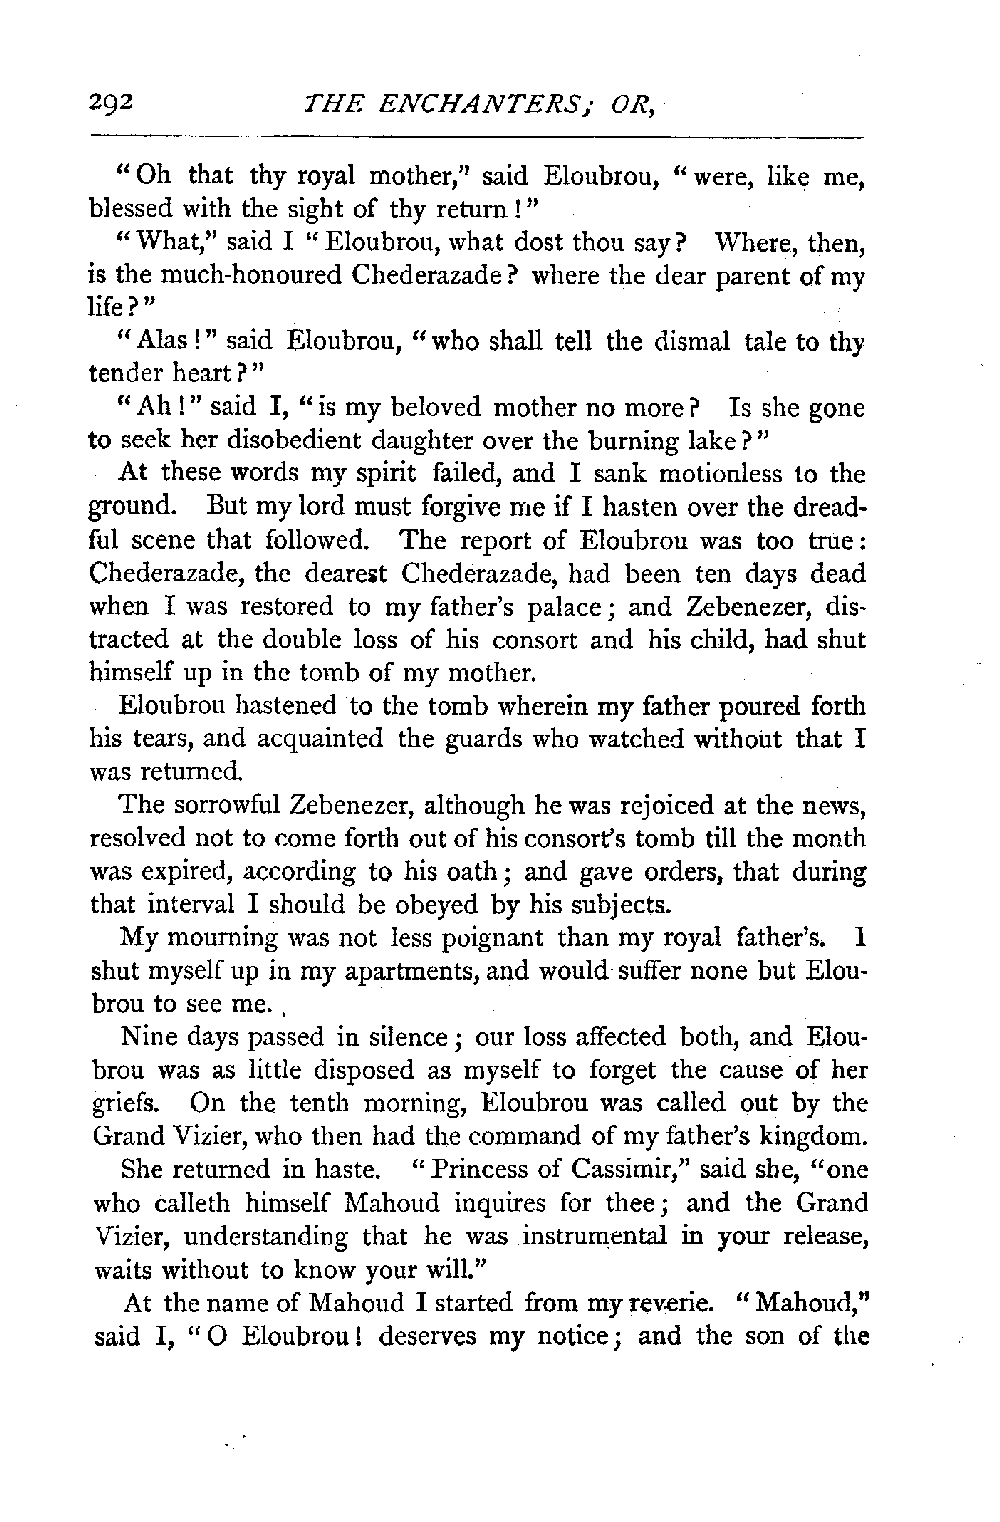 292 THE ENCHANTERS; OR,
“Oh that thy royal mother,” said Eloubrou, “were, like me,
blessed with the sight of thy return!”
“What,” said I “Eloubrou, what dost thou say? Where, then,
is the much-honoured Chederazade? where the dear parent of my
life?”
“Alas!” said Eloubrou, “who shall tell the dismal tale to thy
tender heart?”
“Ah!” said I, “is my beloved mother no more? Is she gone
to seek her disobedient daughter over the burning lake?”
At these words my spirit failed, and I sank motionless to the
ground. But my lord must forgive me if I hasten over the dread-
ful scene that followed. The report of Eloubrou was too true:
Chederazade, the dearest Chederazade, had been ten days dead
when I was restored to my father's palace; and Zebenezer, dis-
tracted at the double loss of his consort and his child, had shut
himself up in the tomb of my mother.
Eloubrou hastened to the tomb wherein my father poured forth
his tears, and acquainted the guards who watched without that I
was returned.
The sorrowful Zebenezer, although he was rejoiced at the news,
resolved not to come forth out of his consort's tomb till the month
was expired, according to his oath; and gave orders, that during
that interval I should be obeyed by his subjects.
My mourning was not less poignant than my royal father's. I
shut myself up in my apartments, and would suffer none but Elou-
brou to see me.
Nine days passed in silence; our loss affected both, and Elou-
brou was as little disposed as myself to forget the cause of her
griefs. On the tenth morning, Eloubrou was called out by the
Grand Vizier, who then had the command of my father's kingdom.
She returned in haste. “Princess of Cassimir,” said she, “one
who calleth himself Mahoud inquires for thee; and the Grand
Vizier, understanding that he was instrumental in your release,
waits without to know your will.”
At the name of Mahoud I started from my reverie. “Mahoud,”
said I, “O Eloubrou! deserves my notice; and the son of the